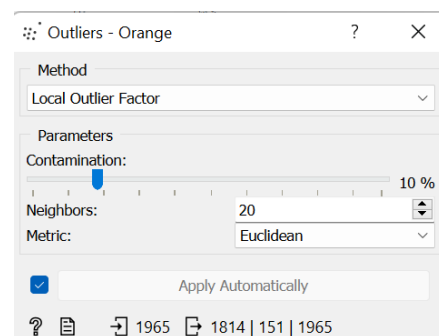 Outliers - Orange ? ×
Method
Local Outlier Factor
Parameters
Contamination:
10 %
Neighbors: 20
Metric: Euclidean
Apply Automatically
? 1965 1814 | 151 | 1965